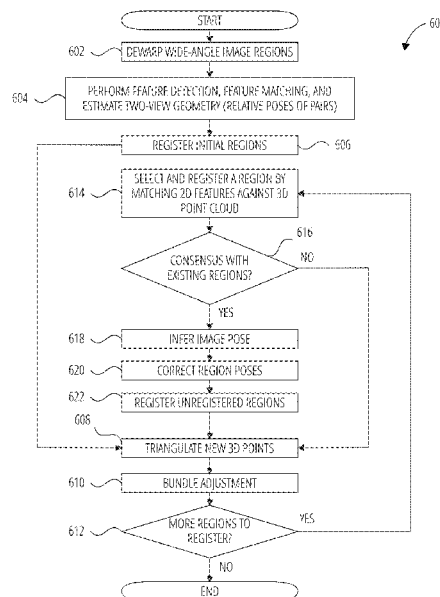 START
60
602
DEWARP WIDE-ANGLE IMAGE REGIONS
604
PERFORM FEATURE DETECTION, FEATURE MATCHING, AND
ESTIMATE TWO-VIEW GEOMETRY (RELATIVE POSES OF PAIRS)
REGISTER INITIAL REGIONS
606
614
SELECT AND REGISTER A REGION BY
MATCHING 2D FEATURES AGAINST 3D
POINT CLOUD
616
CONSENSUS WITH
EXISTING REGIONS?
NO
YES
618
INFER IMAGE POSE
620
CORRECT REGION POSES
622
REGISTER UNREGISTERED REGIONS
608
TRIANGULATE NEW 3D POINTS
610
BUNDLE ADJUSTMENT
612
MORE REGIONS TO
REGISTER?
YES
NO
END